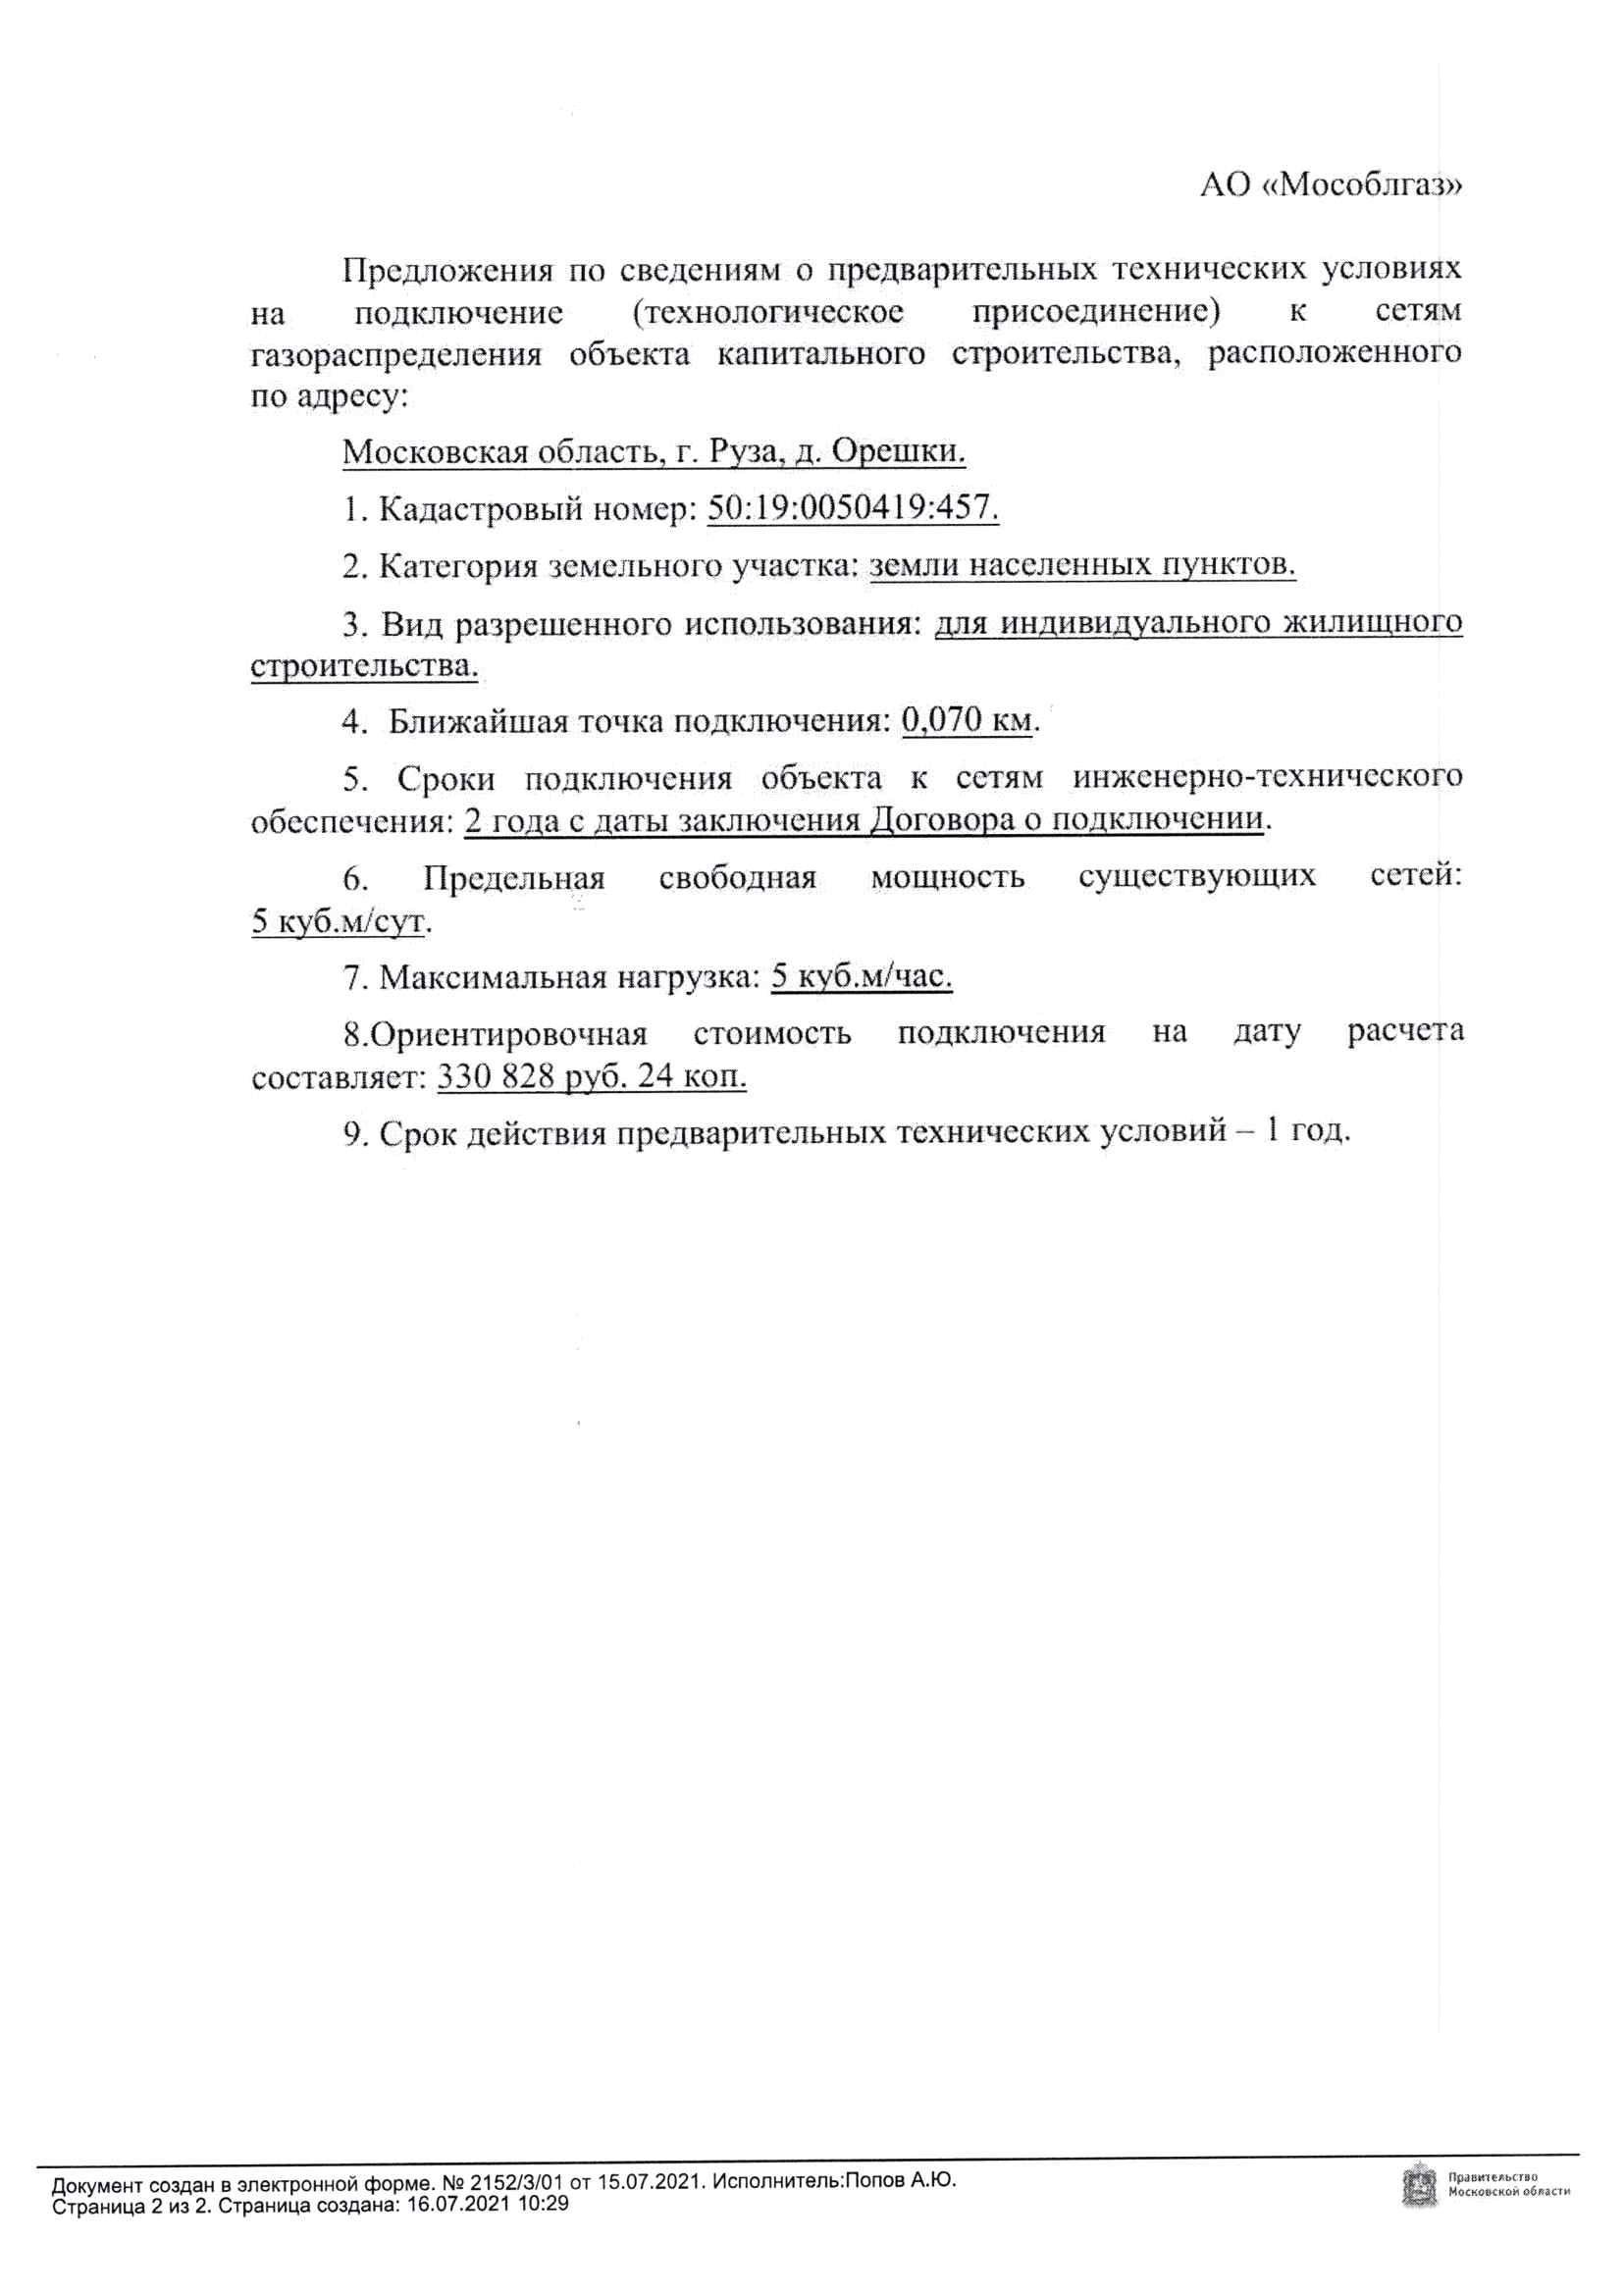 АО «Мособлгаз»
Предложения по сведениям о предварительных технических условиях
на подключение (технологическое присоединение) к сетям
газораспределения объекта капитального строительства, расположенного
по адресу:
Московская область, г. Руза, д. Орешки.
1. Кадастровый номер: 50:19:0050419:457.
2. Категория земельного участка: земли населенных пунктов.
3. Вид разрешенного использования: для индивидуального жилищного
строительства.
4. Ближайшая точка подключения: 0,070 км.
5. Сроки подключения объекта к сетям инженерно-технического
обеспечения: 2 года с даты заключения Договора о подключении.
6. Предельная свободная мощность существующих сетей:
5 куб.м/сут.
7. Максимальная нагрузка: 5 куб.м/час.
8.Ориентировочная стоимость подключения на дату расчета
составляет: 330 828 руб. 24 коп.
9. Срок действия предварительных технических условий – 1 год.
Документ создан в электронной форме. № 2152/3/01 от 15.07.2021. Исполнитель:Попов А.Ю.
Страница 2 из 2. Страница создана: 16.07.2021 10:29
Правительство
Московской области